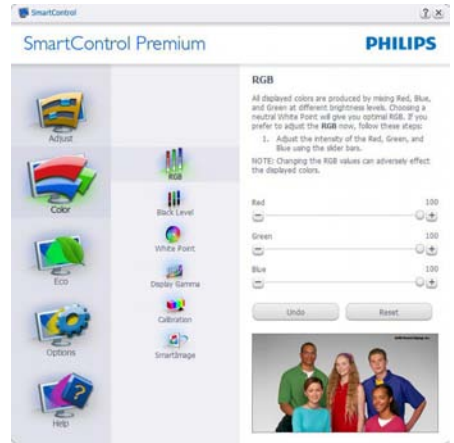 SmartControl
SmartControl Premium
PHILIPS
Adjust
Color
Eco
Options
Help
RGB
Black Level
White Point
Display Gamma
Calibration
SmartImage
RGB
All displayed colors are produced by mixing Red, Blue,
and Green at different brightness levels. Choosing a
neutral White Point will give you optimal RGB. If you
prefer to adjust the RGB now, follow these steps:
1. Adjust the intensity of the Red, Green, and
Blue using the slider bars.
NOTE: Changing the RGB values can adversely effect
the displayed colors.
Red 100
Green 100
Blue 100
Undo Reset